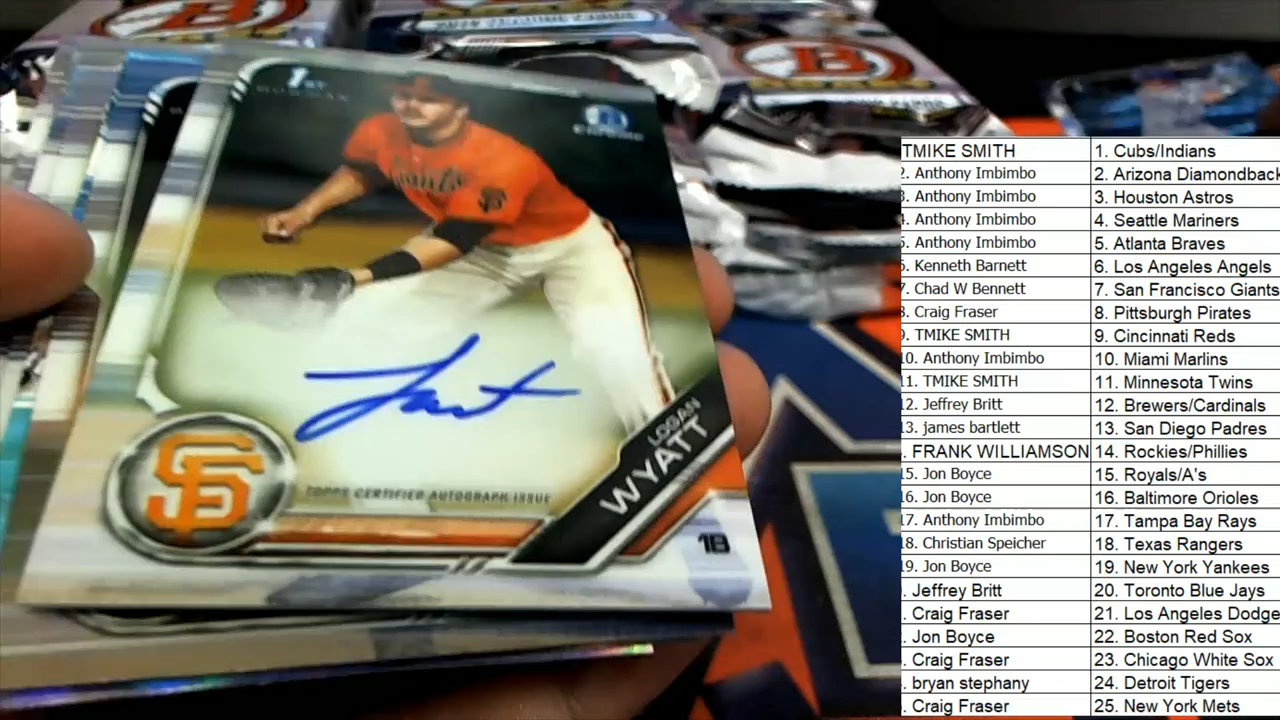 1ST
BOWMAN
CHROME
Giants
SF
LOGAN
WYATT
TOPPS CERTIFIED AUTOGRAPH ISSUE
1B
B
TMIKE SMITH 1. Cubs/Indians
2. Anthony Imbimbo 2. Arizona Diamondback
3. Anthony Imbimbo 3. Houston Astros
4. Anthony Imbimbo 4. Seattle Mariners
5. Anthony Imbimbo 5. Atlanta Braves
6. Kenneth Barnett 6. Los Angeles Angels
7. Chad W Bennett 7. San Francisco Giants
8. Craig Fraser 8. Pittsburgh Pirates
9. TMIKE SMITH 9. Cincinnati Reds
10. Anthony Imbimbo 10. Miami Marlins
11. TMIKE SMITH 11. Minnesota Twins
12. Jeffrey Britt 12. Brewers/Cardinals
13. james bartlett 13. San Diego Padres
. FRANK WILLIAMSON 14. Rockies/Phillies
15. Jon Boyce 15. Royals/A's
16. Jon Boyce 16. Baltimore Orioles
17. Anthony Imbimbo 17. Tampa Bay Rays
18. Christian Speicher 18. Texas Rangers
19. Jon Boyce 19. New York Yankees
. Jeffrey Britt 20. Toronto Blue Jays
. Craig Fraser 21. Los Angeles Dodge
. Jon Boyce 22. Boston Red Sox
. Craig Fraser 23. Chicago White Sox
. bryan stephany 24. Detroit Tigers
. Craig Fraser 25. New York Mets